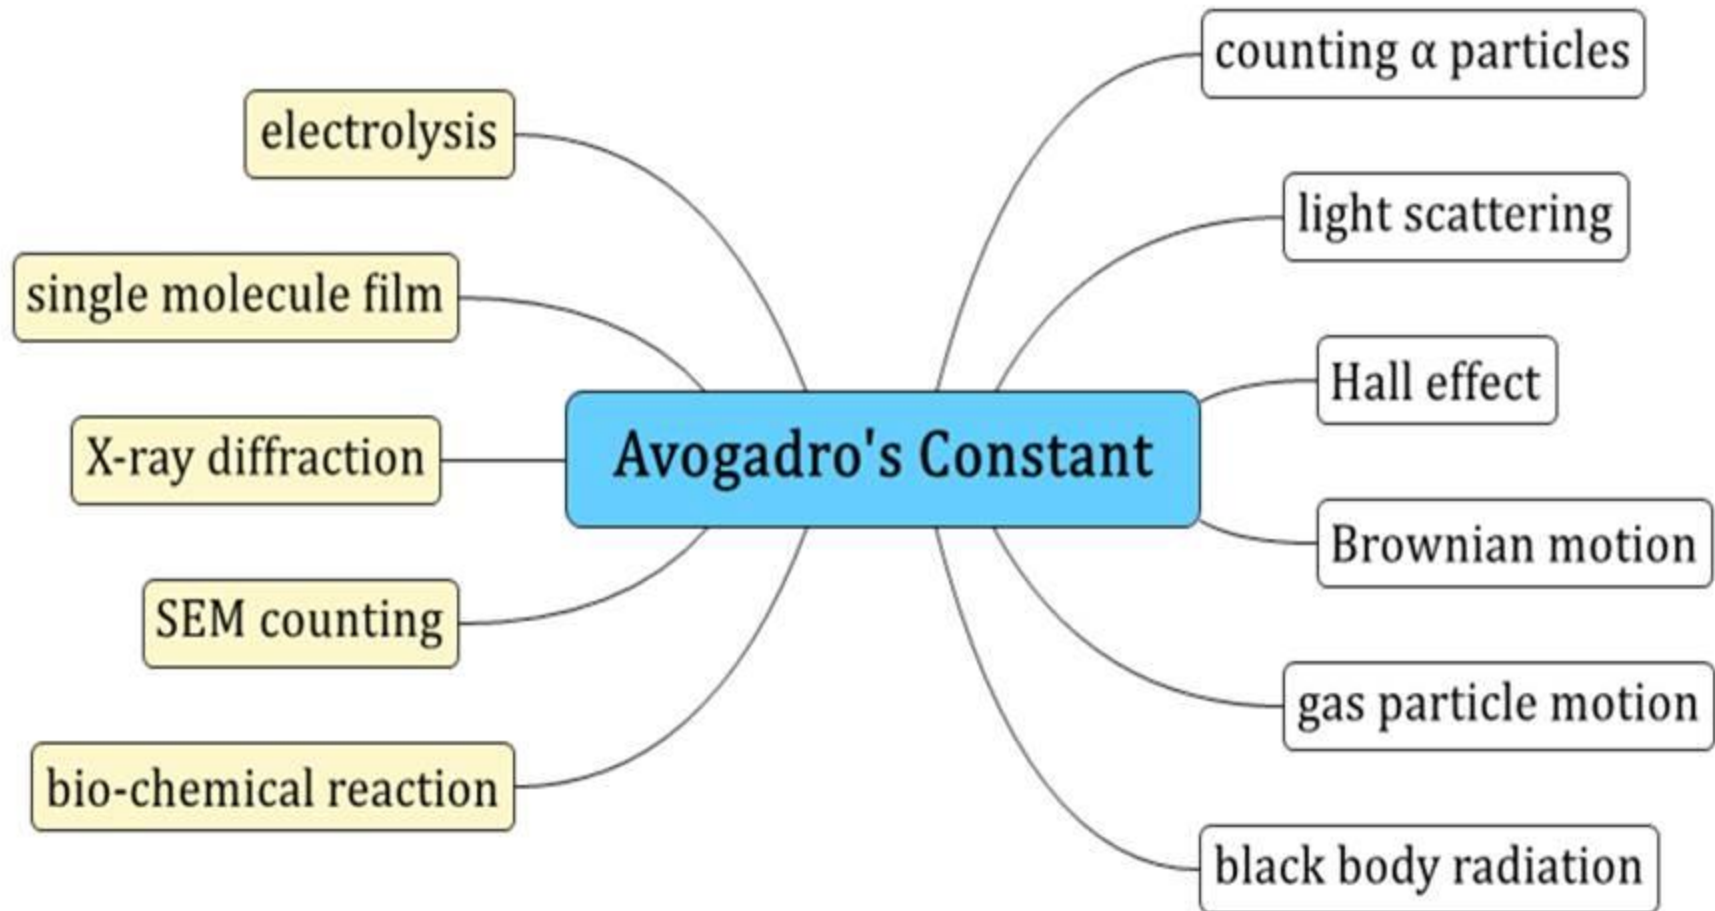 electrolysis
single molecule film
X-ray diffraction
SEM counting
bio-chemical reaction
Avogadro's Constant
counting α particles
light scattering
Hall effect
Brownian motion
gas particle motion
black body radiation